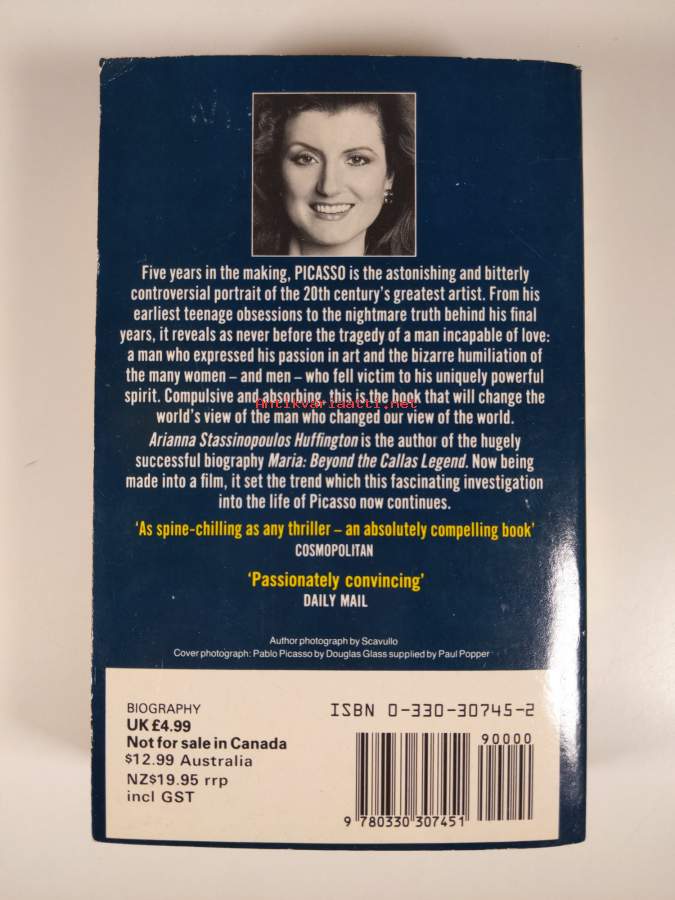 Five years in the making, PICASSO is the astonishing and bitterly
controversial portrait of the 20th century's greatest artist. From his
earliest teenage obsessions to the nightmare truth behind his final
years, it reveals as never before the tragedy of a man incapable of love:
a man who expressed his passion in art and the bizarre humiliation of
the many women – and men – who fell victim to his uniquely powerful
spirit. Compulsive and absorbing, this is the book that will change the
Antikvariaatti.net
world's view of the man who changed our view of the world.
Arianna Stassinopoulos Huffington is the author of the hugely
successful biography Maria: Beyond the Callas Legend. Now being
made into a film, it set the trend which this fascinating investigation
into the life of Picasso now continues.
'As spine-chilling as any thriller – an absolutely compelling book'
COSMOPOLITAN
'Passionately convincing'
DAILY MAIL
Author photograph by Scavullo
Cover photograph: Pablo Picasso by Douglas Glass supplied by Paul Popper
BIOGRAPHY
UK £4.99
Not for sale in Canada
$12.99 Australia
NZ$19.95 rrp
incl GST
ISBN 0-330-30745-2
90000
9 780330 307451